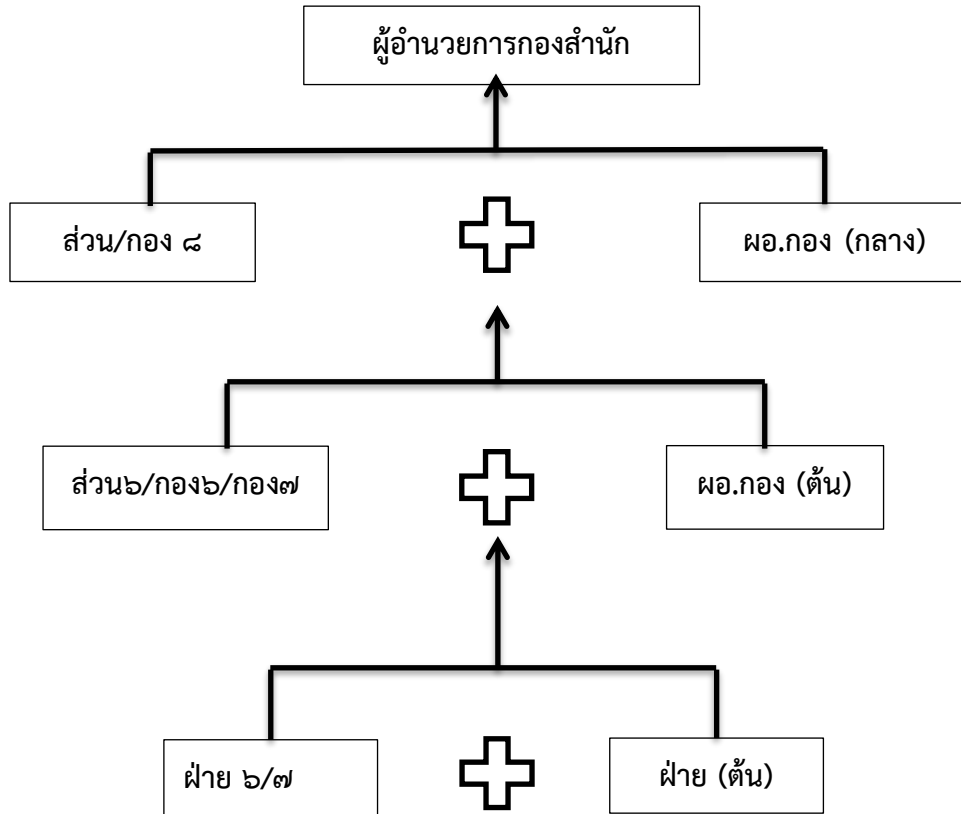 ผู้อำนวยการกองสำนัก
ส่วน/กอง ๘
ผอ.กอง (กลาง)
ส่วน๖/กอง๖/กอง๗
ผอ.กอง (ต้น)
ฝ่าย ๖/๗
ฝ่าย (ต้น)